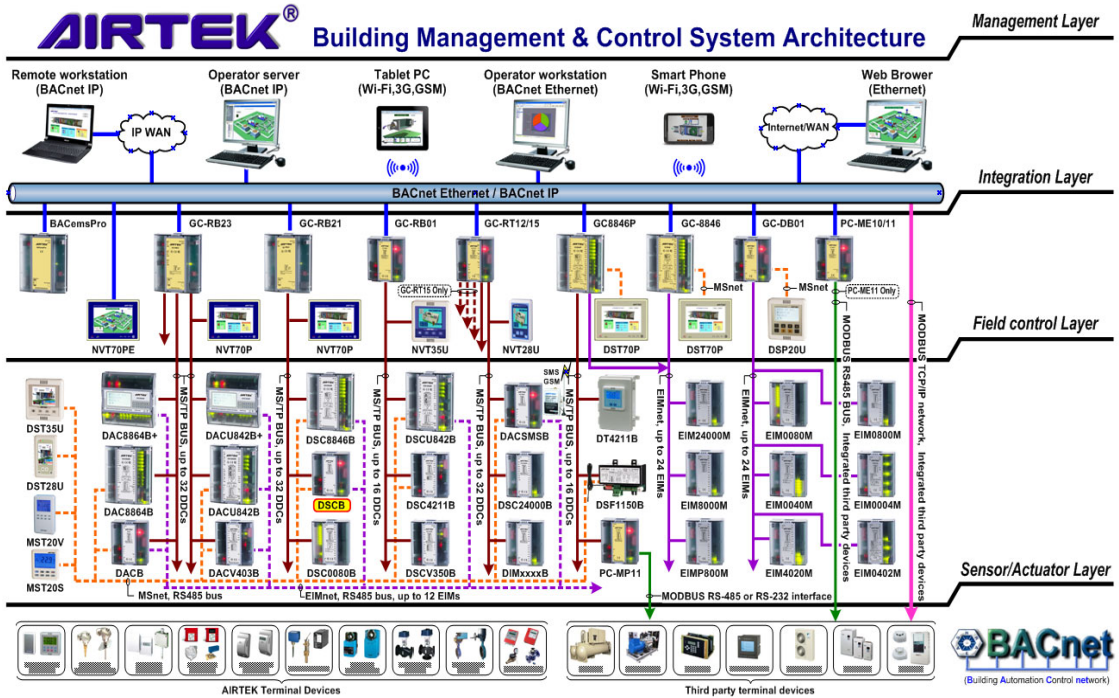 AIRTEK®
Building Management & Control System Architecture
Management Layer
Remote workstation
(BACnet IP)
Operator server
(BACnet IP)
Tablet PC
(Wi-Fi,3G,GSM)
Operator workstation
(BACnet Ethernet)
Smart Phone
(Wi-Fi,3G,GSM)
Web Brower
(Ethernet)
IP WAN
Internet/WAN
Integration Layer
BACnet Ethernet / BACnet IP
BACemsPro
GC-RB23
GC-RB21
GC-RB01
GC-RT12/15
GC8846P
GC-8846
GC-DB01
PC-ME10/11
GC-RT15 Only
MSnet
MSnet
PC-ME11 Only
NVT70PE
NVT70P
NVT70P
NVT35U
NVT28U
DST70P
DST70P
DSP20U
Field control Layer
MS/TP BUS, up to 32 DDCs
MS/TP BUS, up to 16 DDCs
MS/TP BUS, up to 32 DDCs
MS/TP BUS, up to 16 DDCs
EIMnet, up to 24 EIMs
EIMnet, up to 24 EIMs
MODBUS RS485 BUS, Integrated third party devices
MODBUS TCP/IP network, Integrated third party devices
SMS
GSM
DST35U
DAC8864B+
DACU842B+
DSC8846B
DSCU842B
DACSMSB
DT4211B
EIM24000M
EIM0080M
EIM0800M
DST28U
DAC8864B
DACU842B
DSCB
DSC4211B
DSC24000B
DSF1150B
EIM8000M
EIM0040M
EIM0004M
MST20V
MST20S
DACB
DACV403B
DSC0080B
DSCV350B
DIMxxxxB
PC-MP11
EIMP800M
EIM4020M
EIM0402M
Sensor/Actuator Layer
MSnet, RS485 bus
EIMnet, RS485 bus, up to 12 EIMs
MODBUS RS-485 or RS-232 interface
AIRTEK Terminal Devices
Third party terminal devices
BACnet
(Building Automation Control network)